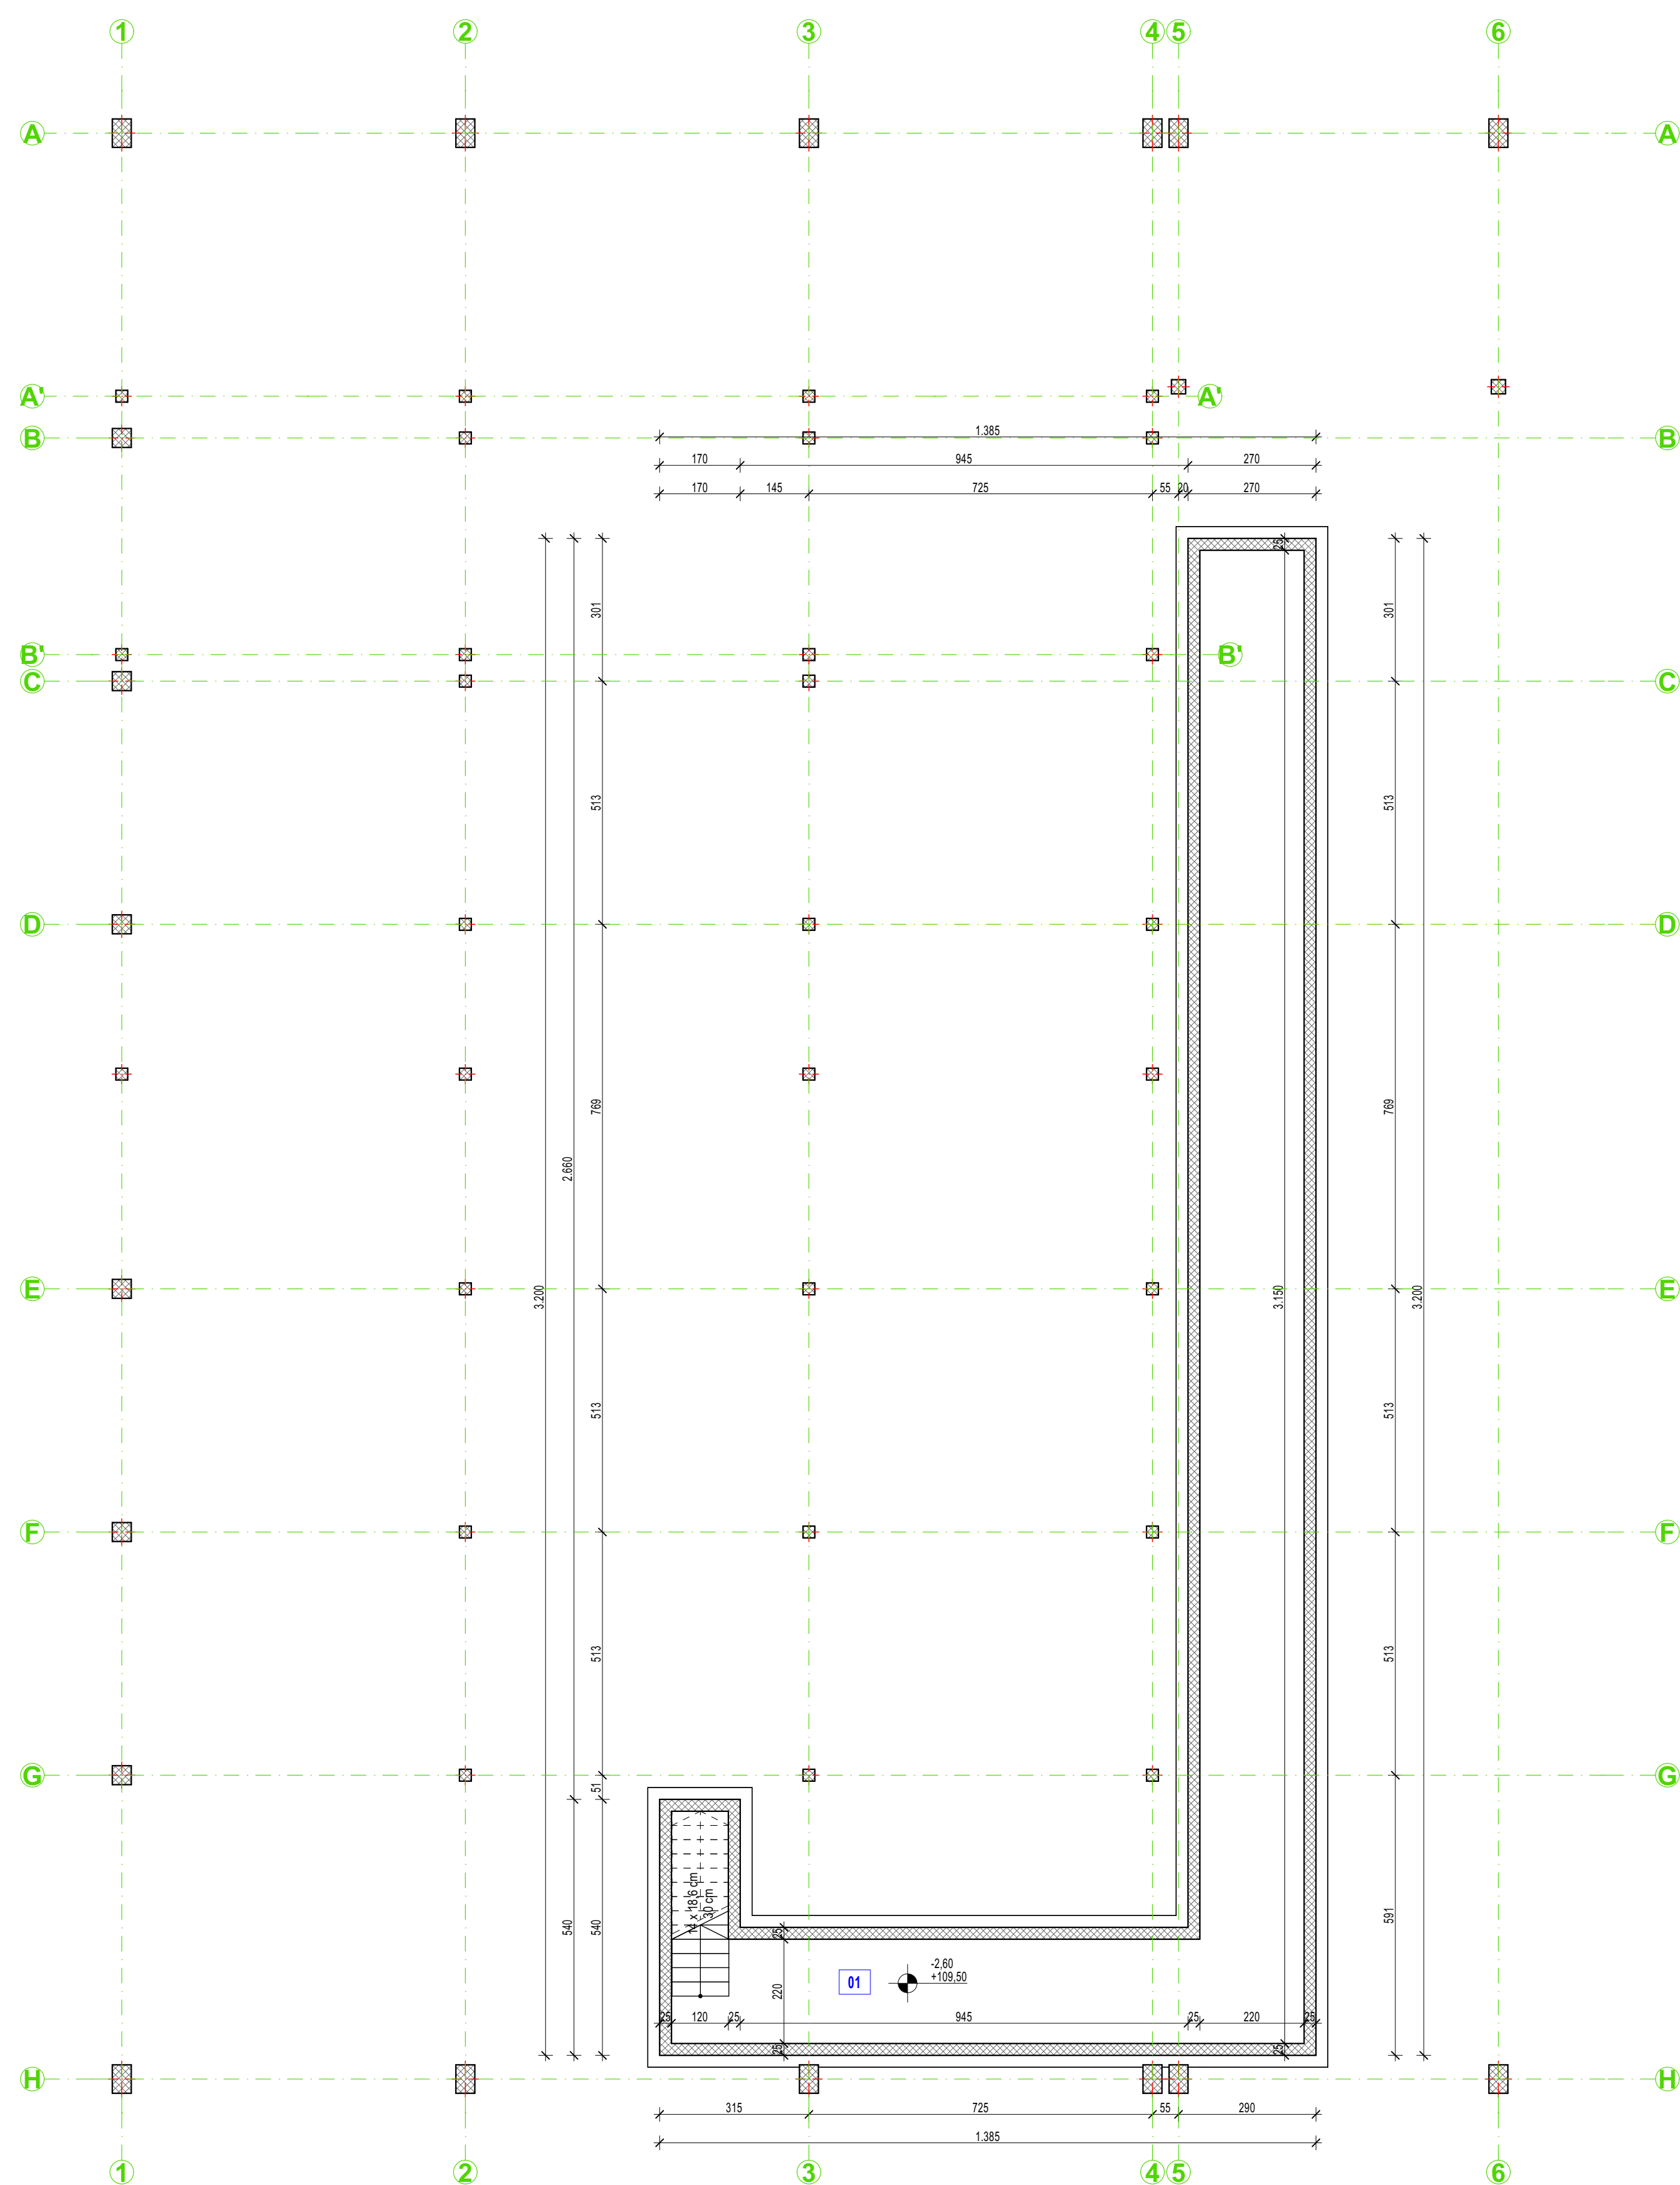 1 2 3 4 5 6
A A
A' A'
B B
1.385
170 945 270
170 145 725 55 20 270
25
301 301
B' B'
C C
513 513
D D
769 769
2.660
3.200 3.150 3.200
E E
513 513
F F
513 513
G G
51
14 x 18,6 cm
30 cm
540 540 591
25
-2,60
01 +109,50
220
25 120 25 945 25 220 25
25 25
H H
315 725 55 290
1.385
1 2 3 4 5 6